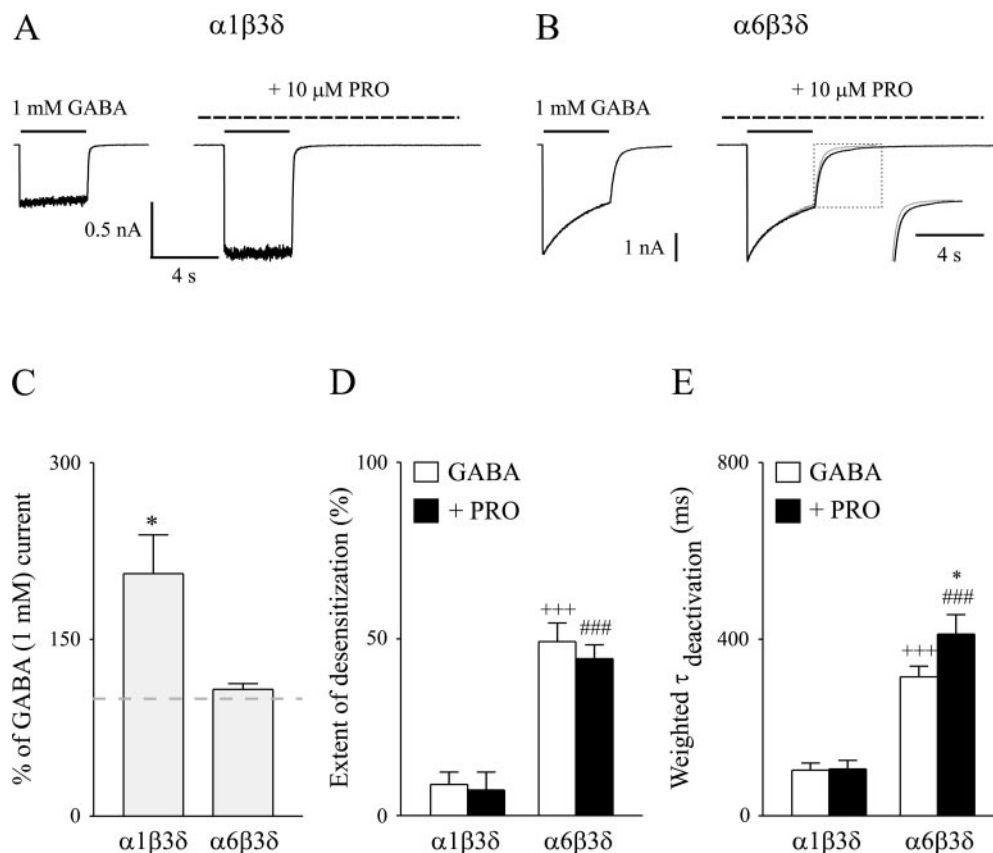 A
α1β3δ
1 mM GABA
+ 10 μM PRO
0.5 nA
4 s
B
α6β3δ
1 mM GABA
+ 10 μM PRO
1 nA
4 s
C
% of GABA (1 mM) current
300
150
0
*
α1β3δ
α6β3δ
D
Extent of desensitization (%)
100
50
0
GABA
+ PRO
+++
###
α1β3δ
α6β3δ
E
Weighted τ deactivation (ms)
800
400
0
GABA
+ PRO
+++
*
###
α1β3δ
α6β3δ